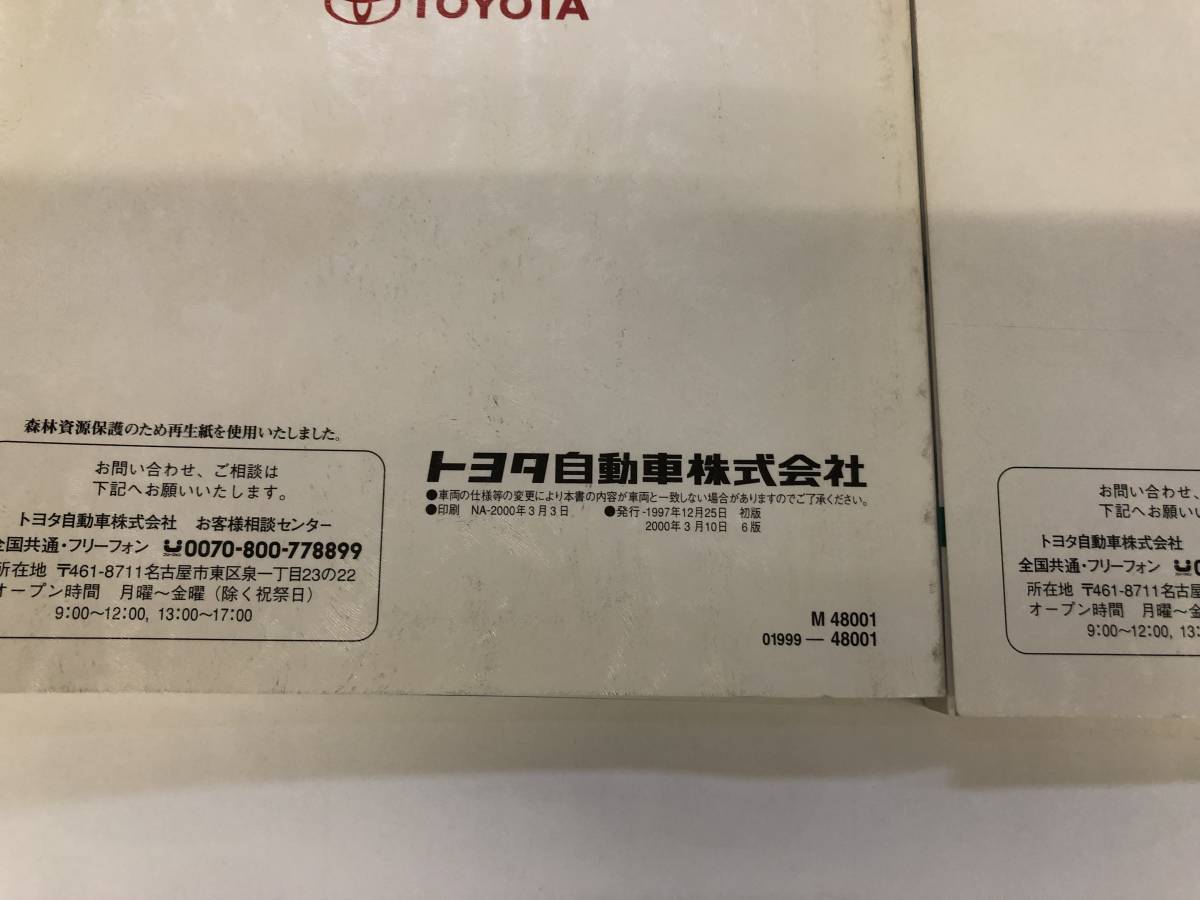 TOYOTA
森林資源保護のため再生紙を使用いたしました。
お問い合わせ、ご相談は
下記へお願いいたします。
トヨタ自動車株式会社 お客様相談センター
全国共通・フリーフォン 0070-800-778899
所在地 〒461-8711名古屋市東区泉一丁目23の22
オープン時間 月曜〜金曜（除く祝祭日）
9:00〜12:00, 13:00〜17:00
トヨタ自動車株式会社
●車両の仕様等の変更により本書の内容が車両と一致しない場合がありますのでご了承ください。
●印刷 NA-2000年3月3日 ●発行-1997年12月25日 初版
2000年3月10日 6版
M 48001
01999 — 48001
お問い合わせ、
下記へお願い
トヨタ自動車株式会社
全国共通・フリーフォン
所在地 〒461-8711名古屋
オープン時間 月曜〜
9:00〜12:00, 13: